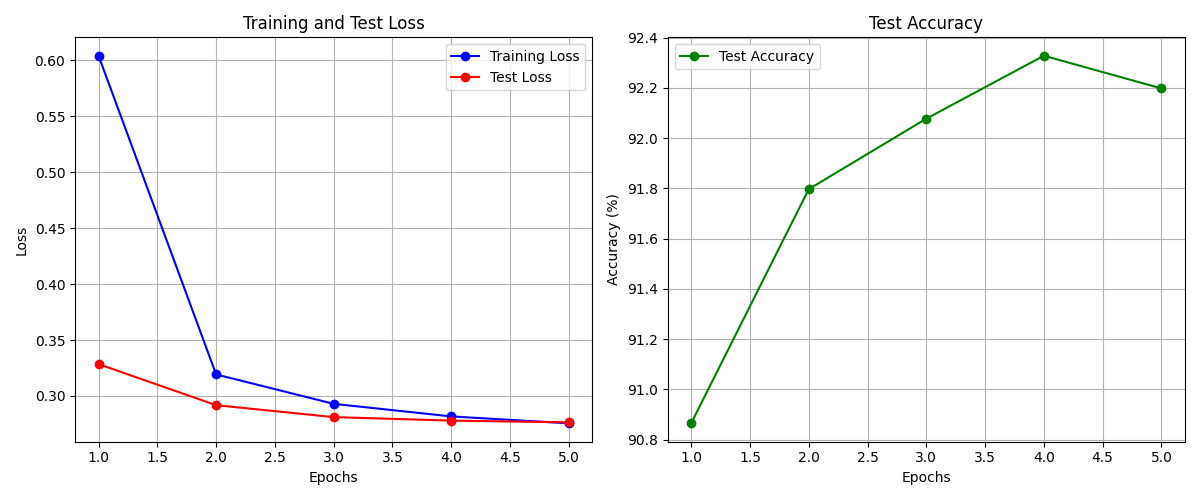 Training and Test Loss
Training Loss
Test Loss
0.60
0.55
0.50
0.45
0.40
0.35
0.30
Loss
1.0 1.5 2.0 2.5 3.0 3.5 4.0 4.5 5.0
Epochs
Test Accuracy
Test Accuracy
92.4
92.2
92.0
91.8
91.6
91.4
91.2
91.0
90.8
Accuracy (%)
1.0 1.5 2.0 2.5 3.0 3.5 4.0 4.5 5.0
Epochs